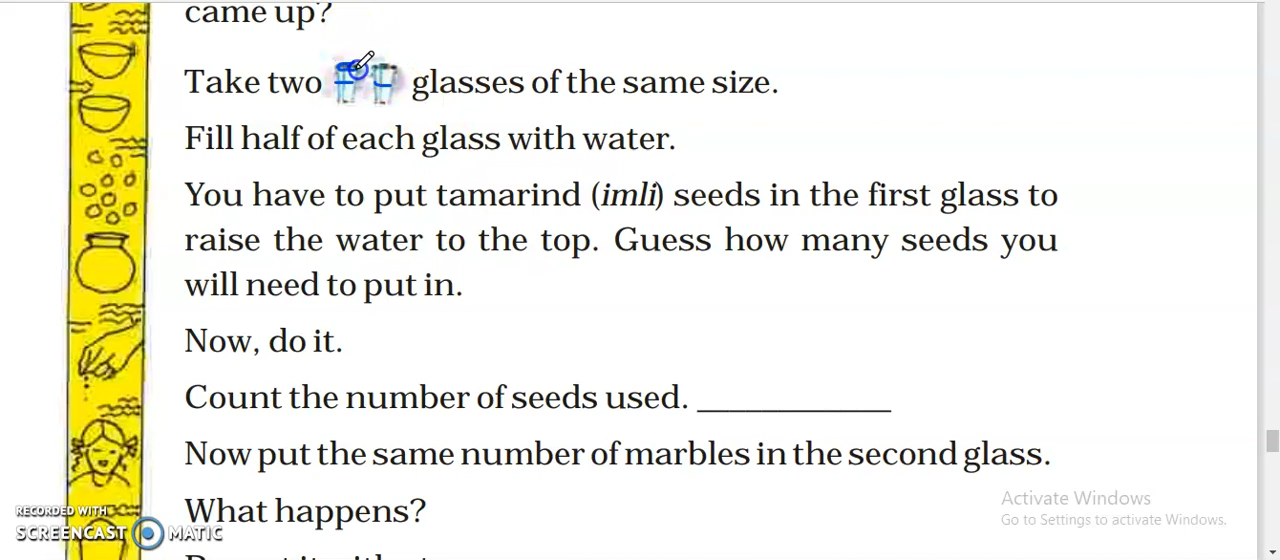 came up?
Take two glasses of the same size.
Fill half of each glass with water.
You have to put tamarind (imli) seeds in the first glass to
raise the water to the top. Guess how many seeds you
will need to put in.
Now, do it.
Count the number of seeds used. ____________
Now put the same number of marbles in the second glass.
What happens?
Activate Windows
Go to Settings to activate Windows.
RECORDED WITH
SCREENCAST MATIC